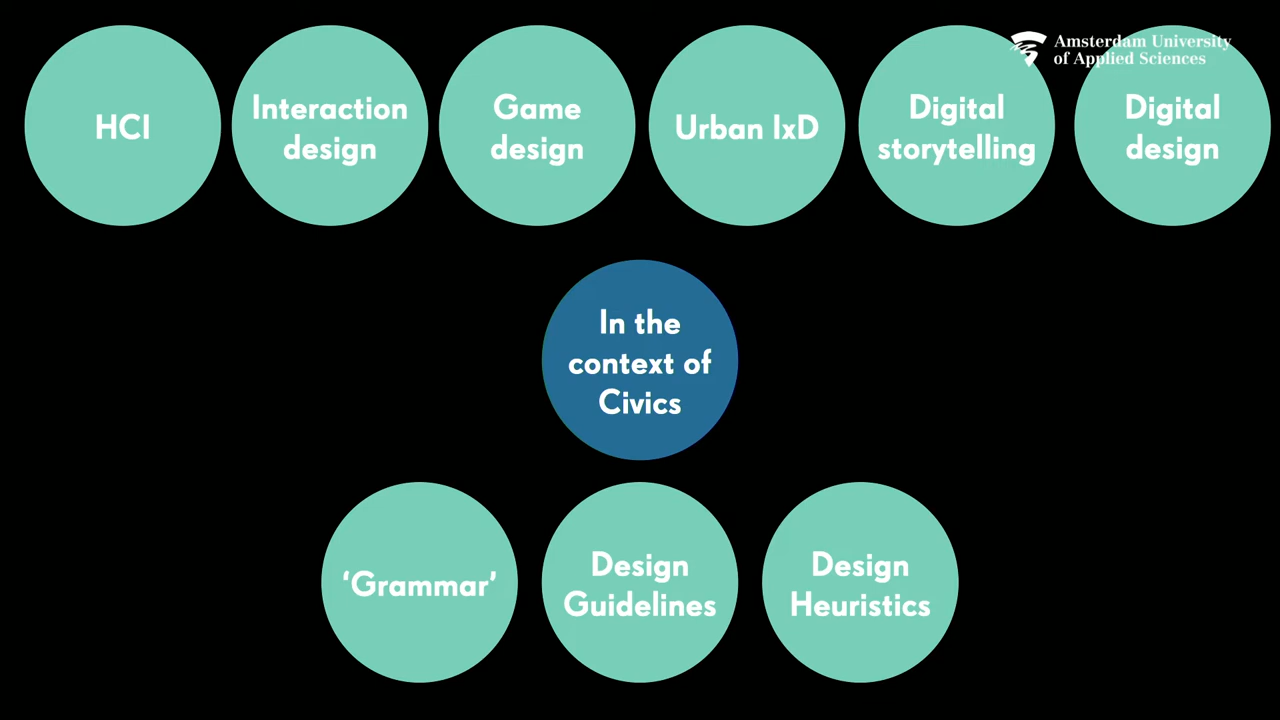 Amsterdam University
of Applied Sciences
HCI
Interaction
design
Game
design
Urban IxD
Digital
storytelling
Digital
design
In the
context of
Civics
‘Grammar’
Design
Guidelines
Design
Heuristics